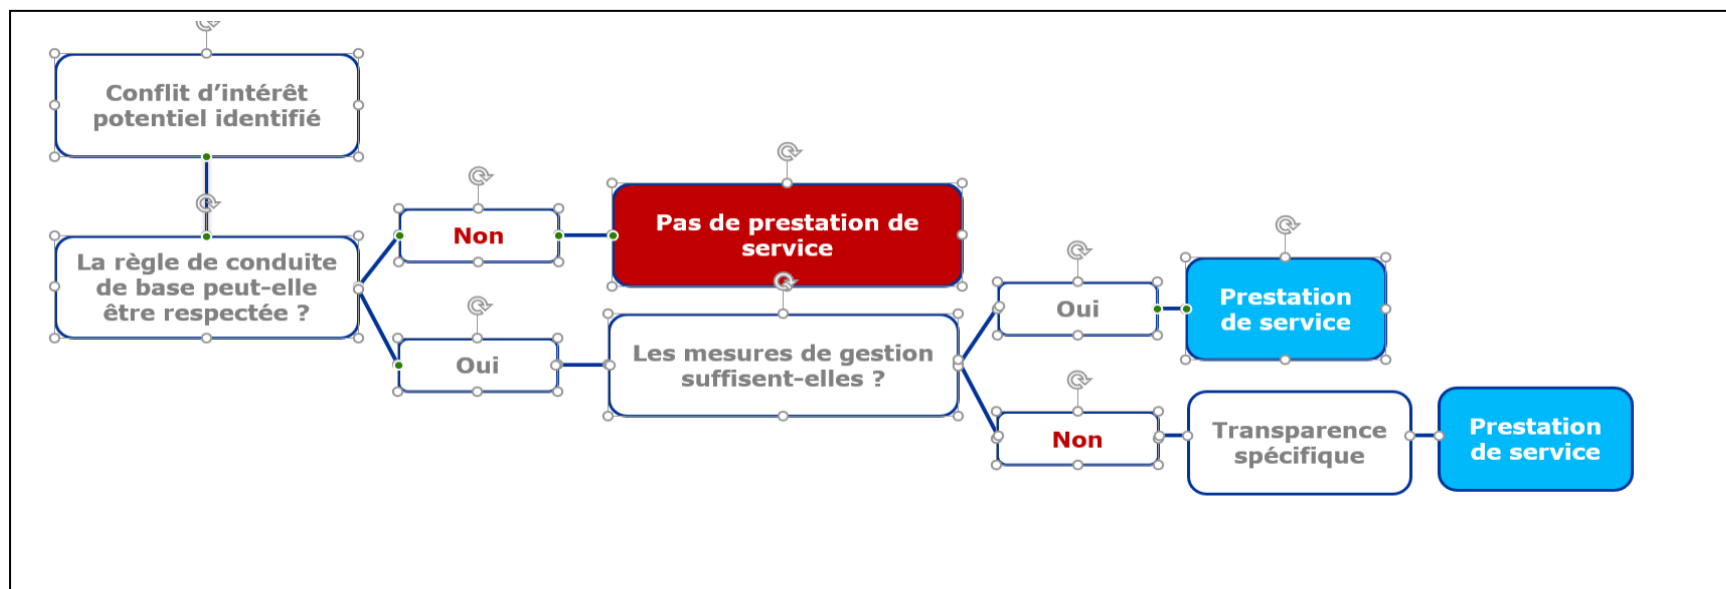 Conflit d’intérêt
potentiel identifié
La règle de conduite
de base peut-elle
être respectée ?
Non
Pas de prestation de
service
Oui
Les mesures de gestion
suffisent-elles ?
Oui
Prestation
de service
Non
Transparence
spécifique
Prestation
de service